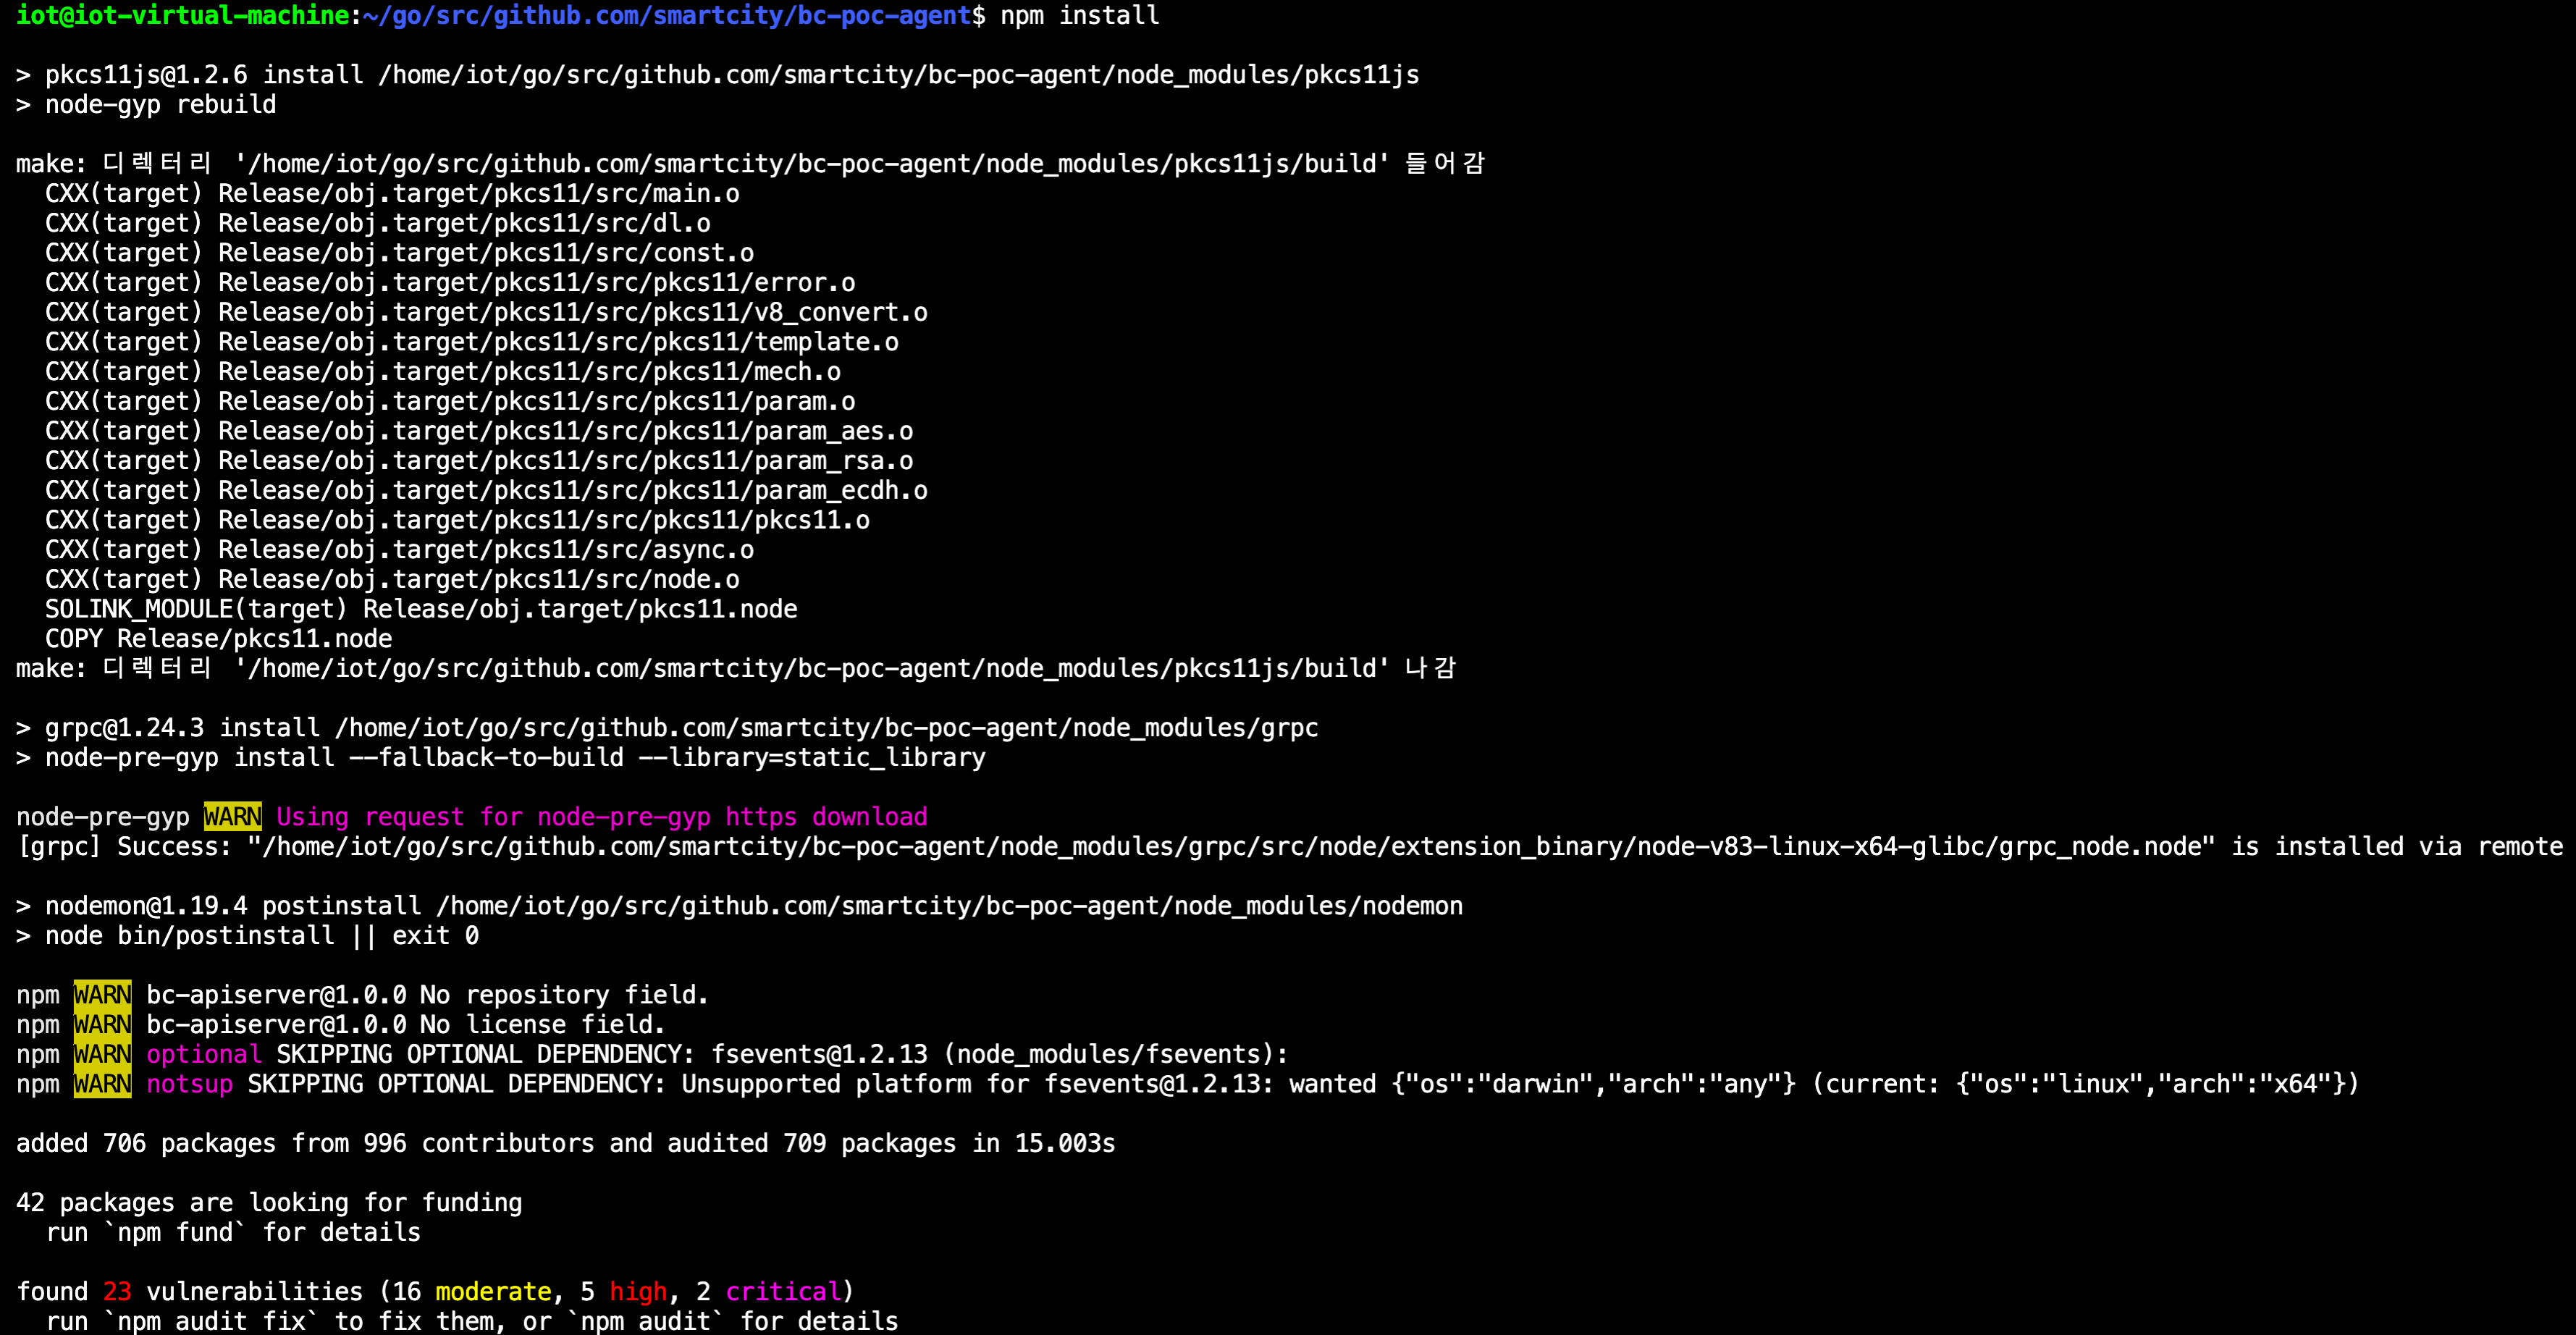 iot@iot-virtual-machine:~/go/src/github.com/smartcity/bc-poc-agent$ npm install
> pkcs11js@1.2.6 install /home/iot/go/src/github.com/smartcity/bc-poc-agent/node_modules/pkcs11js
> node-gyp rebuild
make: 디렉터리 '/home/iot/go/src/github.com/smartcity/bc-poc-agent/node_modules/pkcs11js/build' 들어감
CXX(target) Release/obj.target/pkcs11/src/main.o
CXX(target) Release/obj.target/pkcs11/src/dl.o
CXX(target) Release/obj.target/pkcs11/src/const.o
CXX(target) Release/obj.target/pkcs11/src/pkcs11/error.o
CXX(target) Release/obj.target/pkcs11/src/pkcs11/v8_convert.o
CXX(target) Release/obj.target/pkcs11/src/pkcs11/template.o
CXX(target) Release/obj.target/pkcs11/src/pkcs11/mech.o
CXX(target) Release/obj.target/pkcs11/src/pkcs11/param.o
CXX(target) Release/obj.target/pkcs11/src/pkcs11/param_aes.o
CXX(target) Release/obj.target/pkcs11/src/pkcs11/param_rsa.o
CXX(target) Release/obj.target/pkcs11/src/pkcs11/param_ecdh.o
CXX(target) Release/obj.target/pkcs11/src/pkcs11/pkcs11.o
CXX(target) Release/obj.target/pkcs11/src/async.o
CXX(target) Release/obj.target/pkcs11/src/node.o
SOLINK_MODULE(target) Release/obj.target/pkcs11.node
COPY Release/pkcs11.node
make: 디렉터리 '/home/iot/go/src/github.com/smartcity/bc-poc-agent/node_modules/pkcs11js/build' 나감
> grpc@1.24.3 install /home/iot/go/src/github.com/smartcity/bc-poc-agent/node_modules/grpc
> node-pre-gyp install --fallback-to-build --library=static_library
node-pre-gyp WARN Using request for node-pre-gyp https download
[grpc] Success: "/home/iot/go/src/github.com/smartcity/bc-poc-agent/node_modules/grpc/src/node/extension_binary/node-v83-linux-x64-glibc/grpc_node.node" is installed via remote
> nodemon@1.19.4 postinstall /home/iot/go/src/github.com/smartcity/bc-poc-agent/node_modules/nodemon
> node bin/postinstall || exit 0
npm WARN bc-apiserver@1.0.0 No repository field.
npm WARN bc-apiserver@1.0.0 No license field.
npm WARN optional SKIPPING OPTIONAL DEPENDENCY: fsevents@1.2.13 (node_modules/fsevents):
npm WARN notsup SKIPPING OPTIONAL DEPENDENCY: Unsupported platform for fsevents@1.2.13: wanted {"os":"darwin","arch":"any"} (current: {"os":"linux","arch":"x64"})
added 706 packages from 996 contributors and audited 709 packages in 15.003s
42 packages are looking for funding
run `npm fund` for details
found 23 vulnerabilities (16 moderate, 5 high, 2 critical)
run `npm audit fix` to fix them, or `npm audit` for details